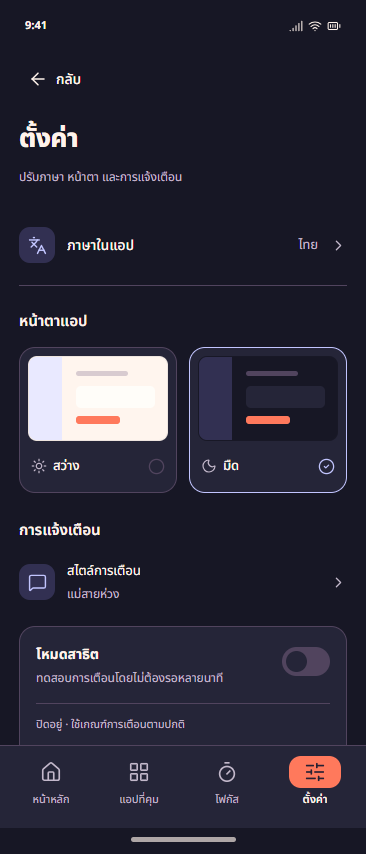 9:41
กลับ
ตั้งค่า
ปรับภาษา หน้าตา และการแจ้งเตือน
ภาษาในแอป
ไทย
หน้าตาแอป
สว่าง
มืด
การแจ้งเตือน
สไตล์การเตือน
แม่สายห่วง
โหมดสาธิต
ทดสอบการเตือนโดยไม่ต้องรอหลายนาที
ปิดอยู่ · ใช้เกณฑ์การเตือนตามปกติ
หน้าหลัก
แอปที่คุม
โฟกัส
ตั้งค่า